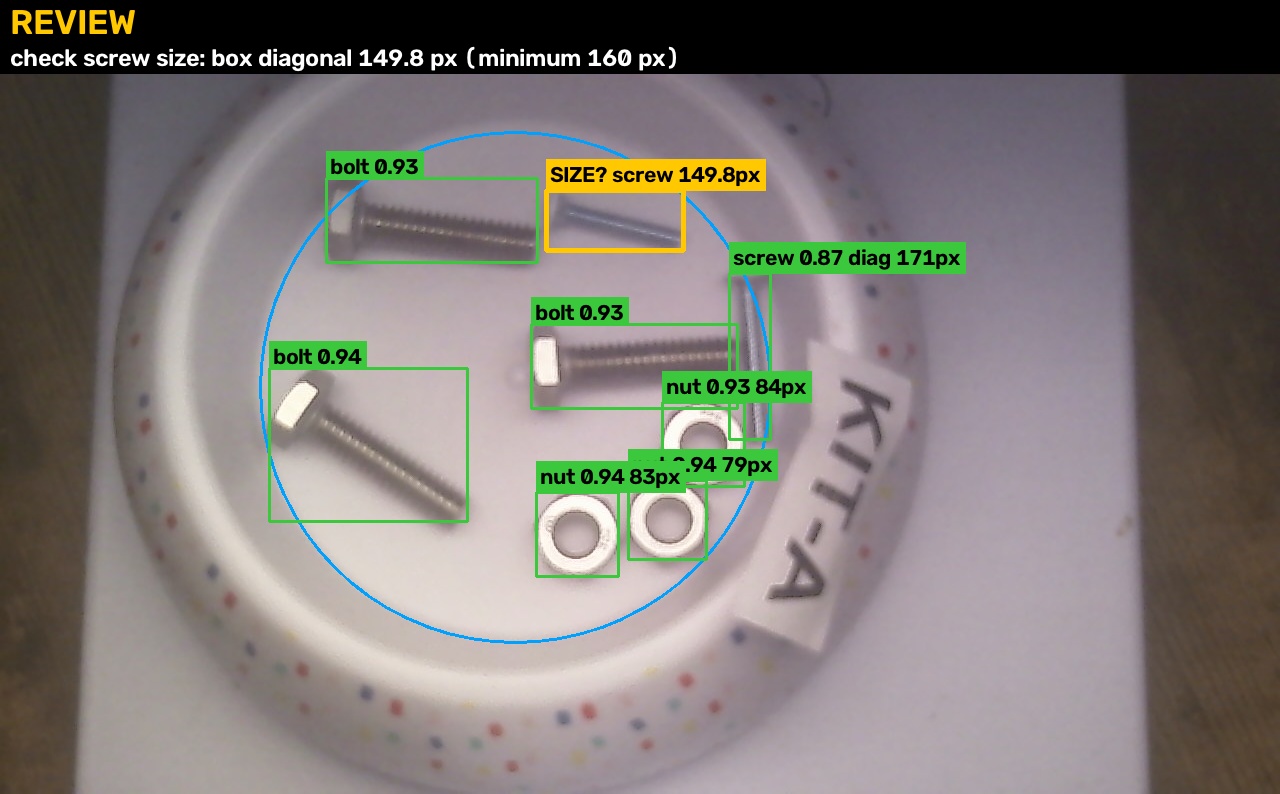 REVIEW
check screw size: box diagonal 149.8 px (minimum 160 px)
bolt 0.93
SIZE? screw 149.8px
screw 0.87 diag 171px
bolt 0.93
bolt 0.94
nut 0.93 84px
0.94 79px
nut 0.94 83px
KIT-A